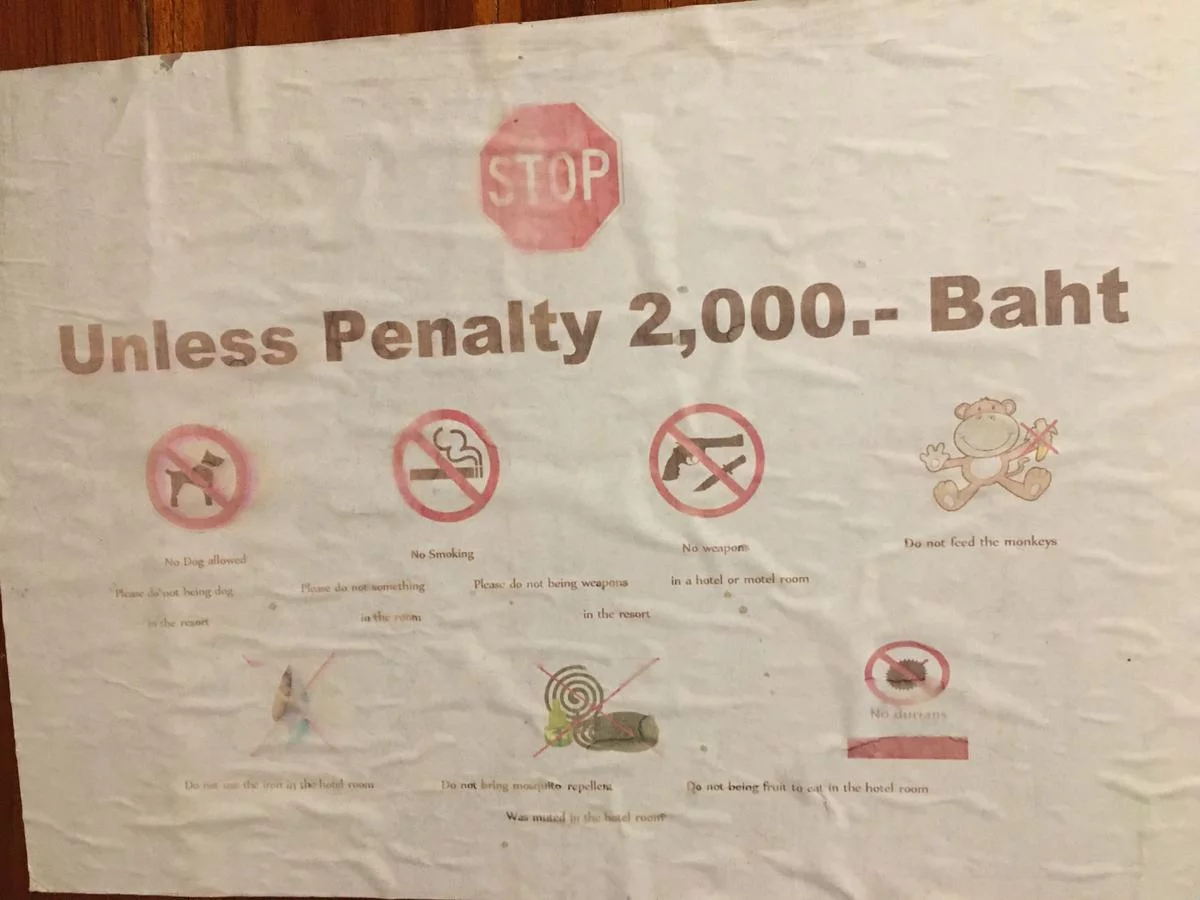 STOP
Unless Penalty 2,000.- Baht
No Dog allowed
No Smoking
No weapons
Do not feed the monkeys
Please do not being dog
in the resort
Please do not something
in the room
Please do not being weapons
in the resort
in a hotel or motel room
No durians
Do not use the iron in the hotel room
Do not bring mosquito repellent
Was muted in the hotel room
Do not being fruit to eat in the hotel room